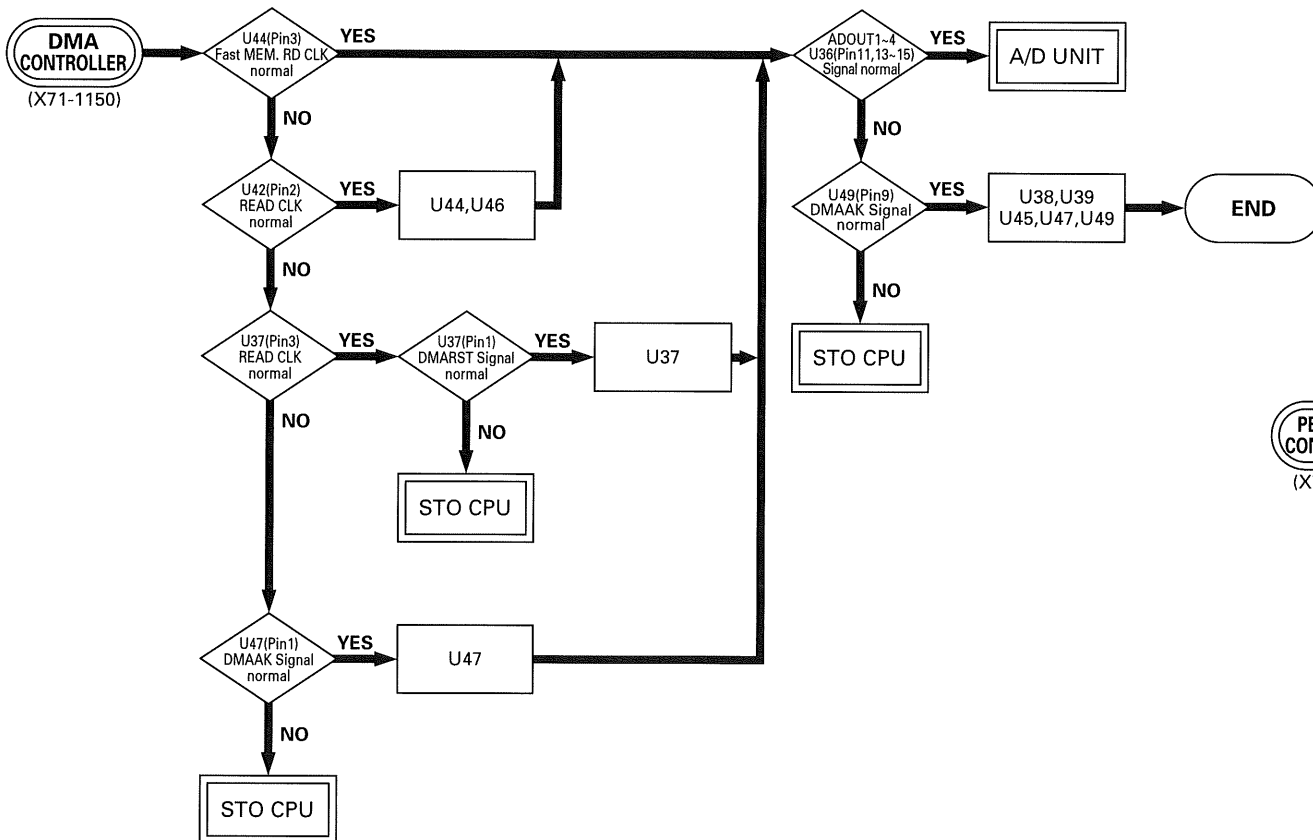 DMA
CONTROLLER
(X71-1150)
U44(Pin3)
Fast MEM. RD CLK
normal
YES
NO
U42(Pin2)
READ CLK
normal
YES
U44,U46
NO
U37(Pin3)
READ CLK
normal
YES
U37(Pin1)
DMARST Signal
normal
YES
U37
NO
STO CPU
NO
U47(Pin1)
DMAAK Signal
normal
YES
U47
NO
STO CPU
ADOUT1~4
U36(Pin11,13~15)
Signal normal
YES
A/D UNIT
NO
U49(Pin9)
DMAAK Signal
normal
YES
U38,U39
U45,U47,U49
END
NO
STO CPU